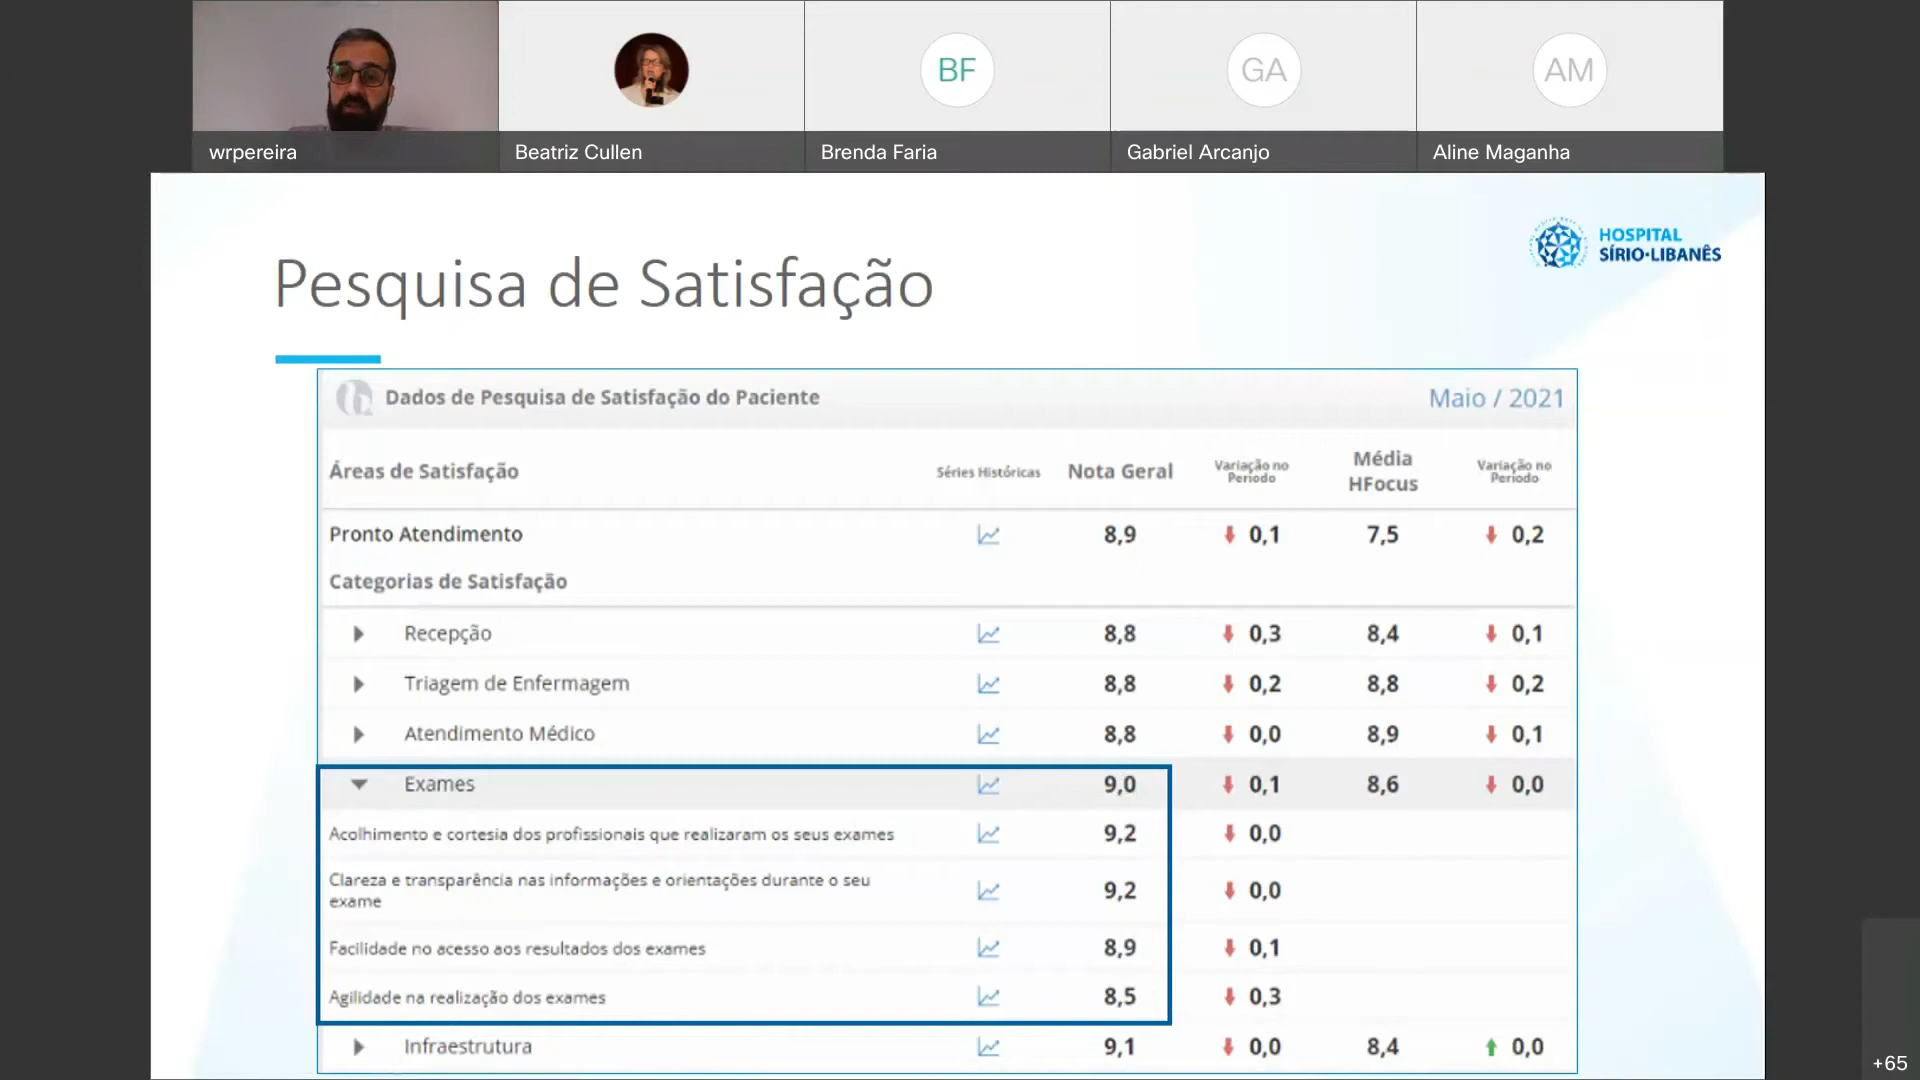 BF
GA
AM
wrpereira
Beatriz Cullen
Brenda Faria
Gabriel Arcanjo
Aline Maganha
HOSPITAL
SÍRIO•LIBANÊS
Pesquisa de Satisfação
Dados de Pesquisa de Satisfação do Paciente Maio / 2021
Áreas de Satisfação Séries Históricas Nota Geral Variação no Período Média HFocus Variação no Período
Pronto Atendimento 8,9 0,1 7,5 0,2
Categorias de Satisfação
Recepção 8,8 0,3 8,4 0,1
Triagem de Enfermagem 8,8 0,2 8,8 0,2
Atendimento Médico 8,8 0,0 8,9 0,1
Exames 9,0 0,1 8,6 0,0
Acolhimento e cortesia dos profissionais que realizaram os seus exames 9,2 0,0
Clareza e transparência nas informações e orientações durante o seu
exame 9,2 0,0
Facilidade no acesso aos resultados dos exames 8,9 0,1
Agilidade na realização dos exames 8,5 0,3
Infraestrutura 9,1 0,0 8,4 0,0
+65